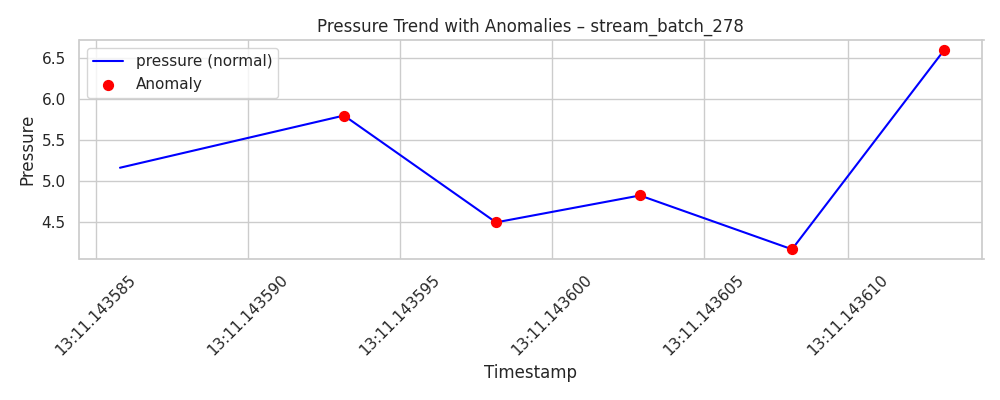 Pressure Trend with Anomalies – stream_batch_278
pressure (normal)
Anomaly
Pressure
6.5
6.0
5.5
5.0
4.5
13:11.143585
13:11.143590
13:11.143595
13:11.143600
13:11.143605
13:11.143610
Timestamp